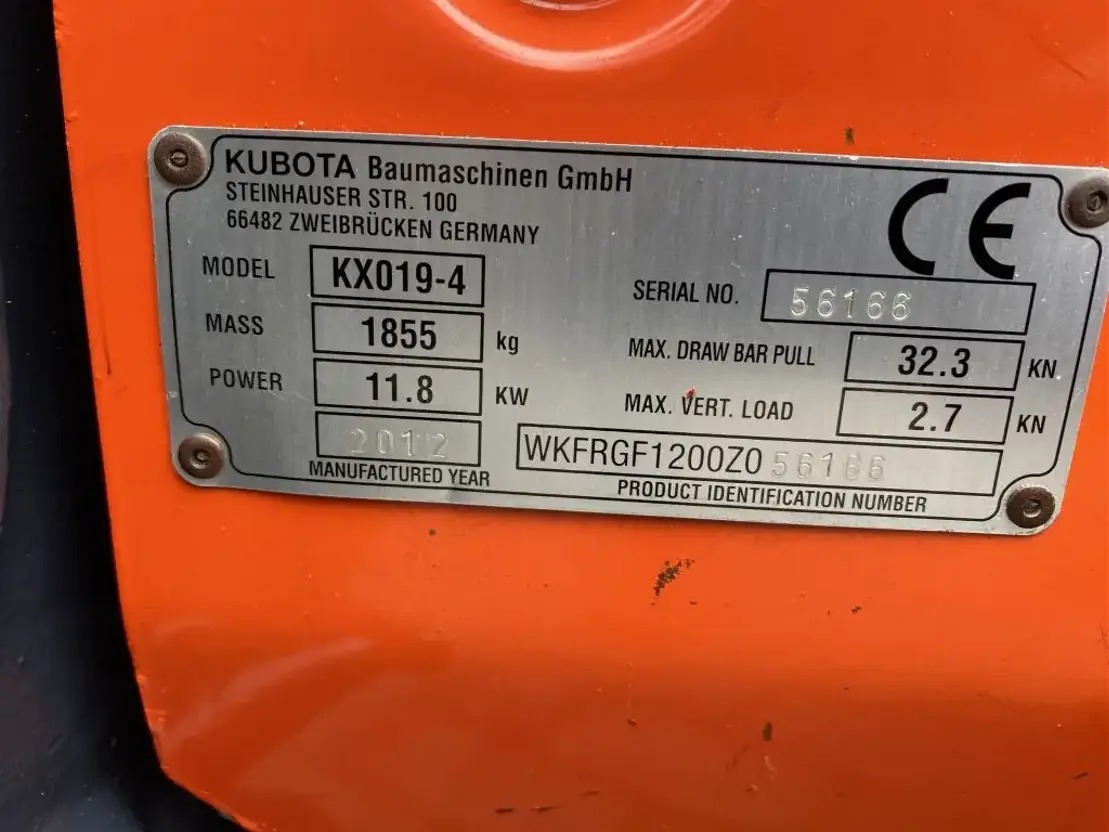 KUBOTA Baumaschinen GmbH
STEINHAUSER STR. 100
66482 ZWEIBRÜCKEN GERMANY
CE
MODEL KX019-4
SERIAL NO. 56166
MASS 1855 kg
MAX. DRAW BAR PULL 32.3 KN
POWER 11.8 KW
MAX. VERT. LOAD 2.7 KN
2012
MANUFACTURED YEAR
WKFRGF1200Z056166
PRODUCT IDENTIFICATION NUMBER